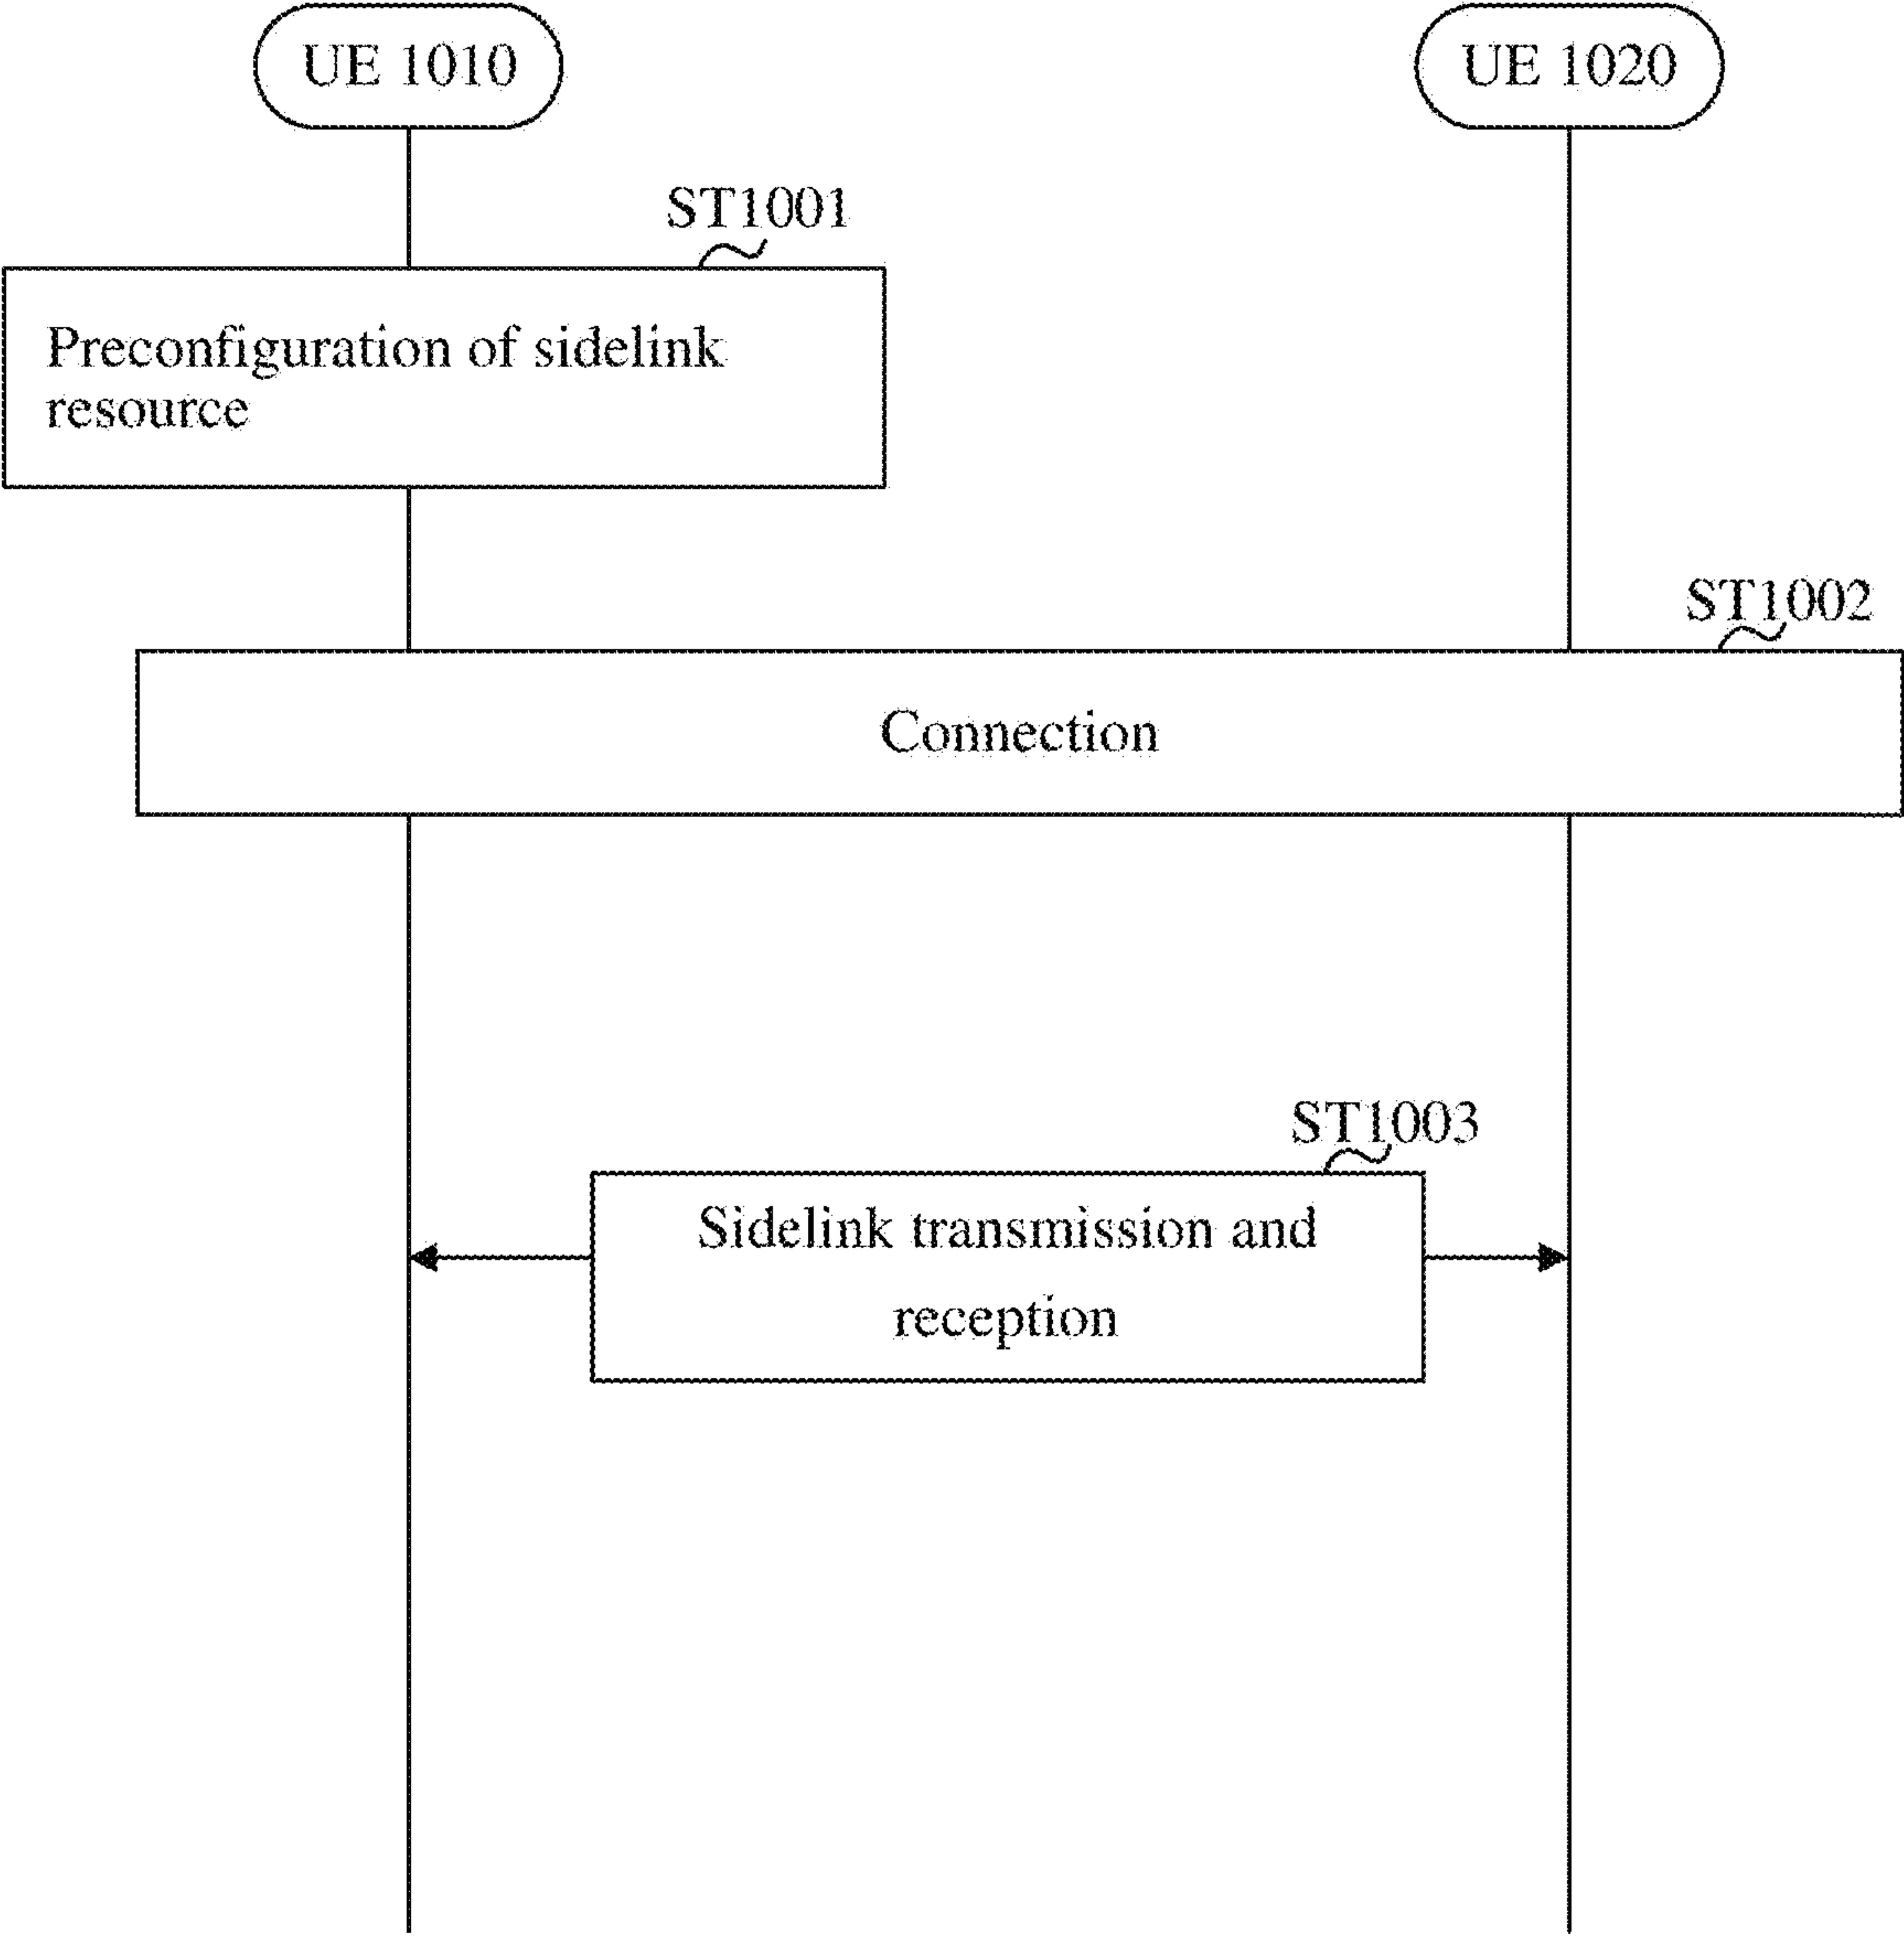 UE 1010
UE 1020
ST1001
Preconfiguration of sidelink
resource
ST1002
Connection
ST1003
Sidelink transmission and
reception